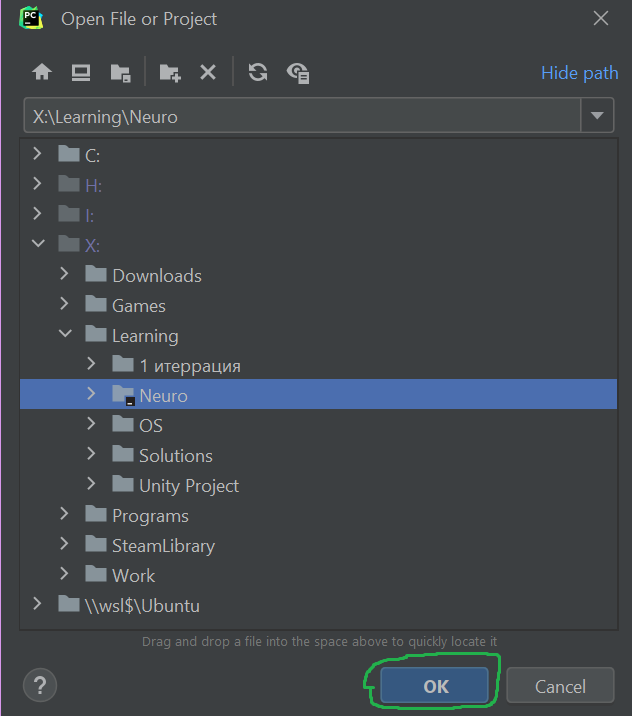 PC
Open File or Project
Hide path
X:\Learning\Neuro
C:
H:
I:
X:
Downloads
Games
Learning
1 итеррация
Neuro
OS
Solutions
Unity Project
Programs
SteamLibrary
Work
\\wsl$\Ubuntu
Drag and drop a file into the space above to quickly locate it
?
OK
Cancel